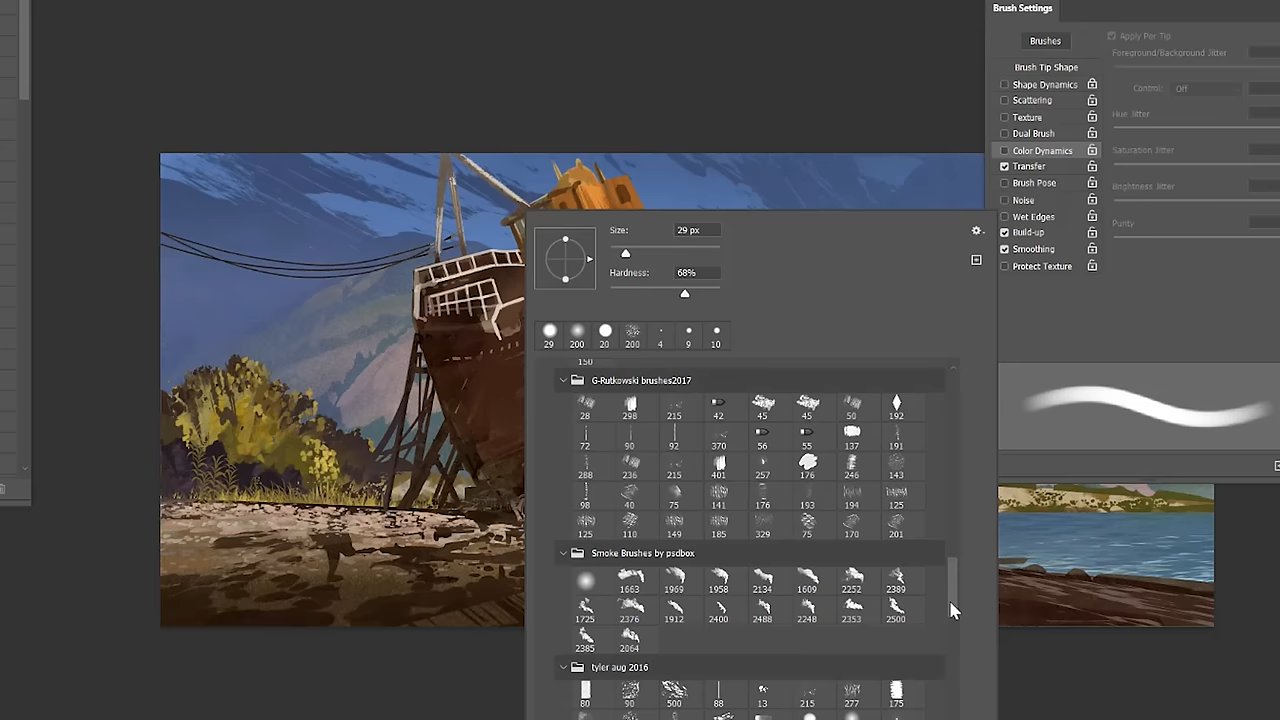 Brush Settings
Brushes
Apply Per Tip
Foreground/Background Jitter
Brush Tip Shape
Shape Dynamics
Control: Off
Scattering
Texture
Hue Jitter
Dual Brush
Color Dynamics
Saturation Jitter
Transfer
Brush Pose
Brightness Jitter
Noise
Wet Edges
Purity
Build-up
Smoothing
Protect Texture
Size: 29 px
Hardness: 68%
29 200 20 200 4 9 10
150
G-Rutkowski brushes2017
28 298 215 42 45 45 50 192
72 90 92 370 56 55 137 191
288 236 215 401 257 176 246 143
98 40 75 141 176 193 194 125
125 110 149 185 329 75 170 201
Smoke Brushes by psdbox
1663 1969 1958 2134 1609 2252 2389
1725 2376 1912 2400 2488 2248 2353 2500
2385 2064
tyler aug 2016
80 90 500 88 13 215 277 175